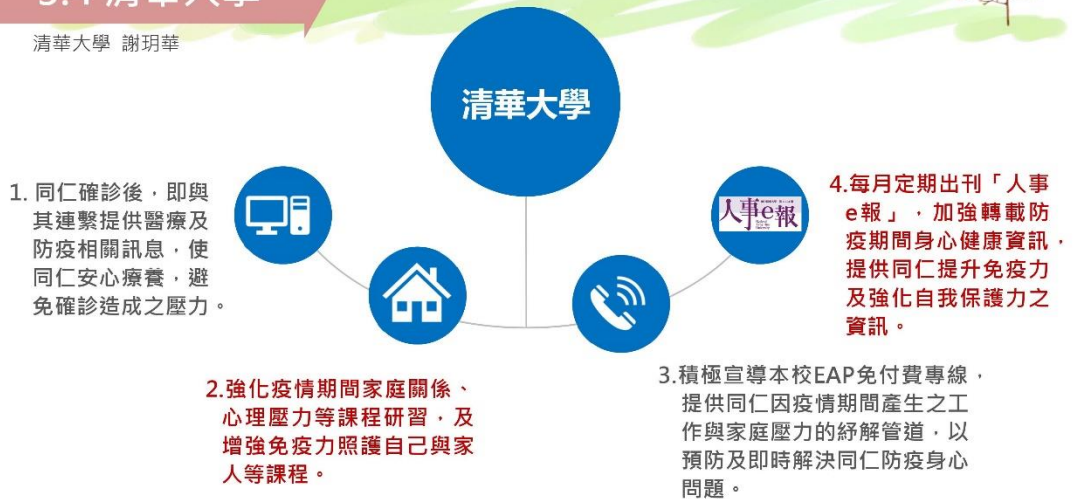 清華大學 謝玥華
清華大學
1. 同仁確診後，即與
其連繫提供醫療及
防疫相關訊息，使
同仁安心療養，避
免確診造成之壓力。
2.強化疫情期間家庭關係、
心理壓力等課程研習，及
增強免疫力照護自己與家
人等課程。
3.積極宣導本校EAP免付費專線，
提供同仁因疫情期間產生之工
作與家庭壓力的紓解管道，以
預防及即時解決同仁防疫身心
問題。
人事e報
4.每月定期出刊「人事
e報」，加強轉載防
疫期間身心健康資訊，
提供同仁提升免疫力
及強化自我保護力之
資訊。